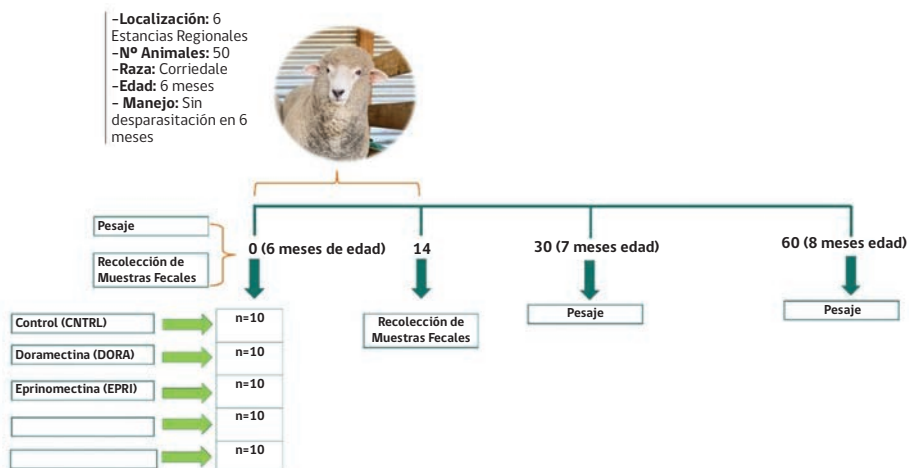 -Localización: 6
Estancias Regionales
-Nº Animales: 50
-Raza: Corriedale
-Edad: 6 meses
- Manejo: Sin
desparasitación en 6
meses
Pesaje
Recolección de
Muestras Fecales
0 (6 meses de edad)
14
30 (7 meses edad)
60 (8 meses edad)
Recolección de
Muestras Fecales
Pesaje
Pesaje
Control (CNTRL)
n=10
Doramectina (DORA)
n=10
Eprinomectina (EPRI)
n=10
n=10
n=10